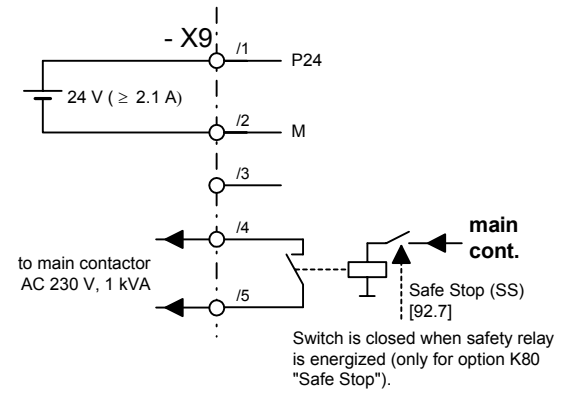 - X9
/1
P24
24 V ( ≥ 2.1 A)
/2
M
/3
/4
main
cont.
to main contactor
AC 230 V, 1 kVA
/5
Safe Stop (SS)
[92.7]
Switch is closed when safety relay
is energized (only for option K80
"Safe Stop").